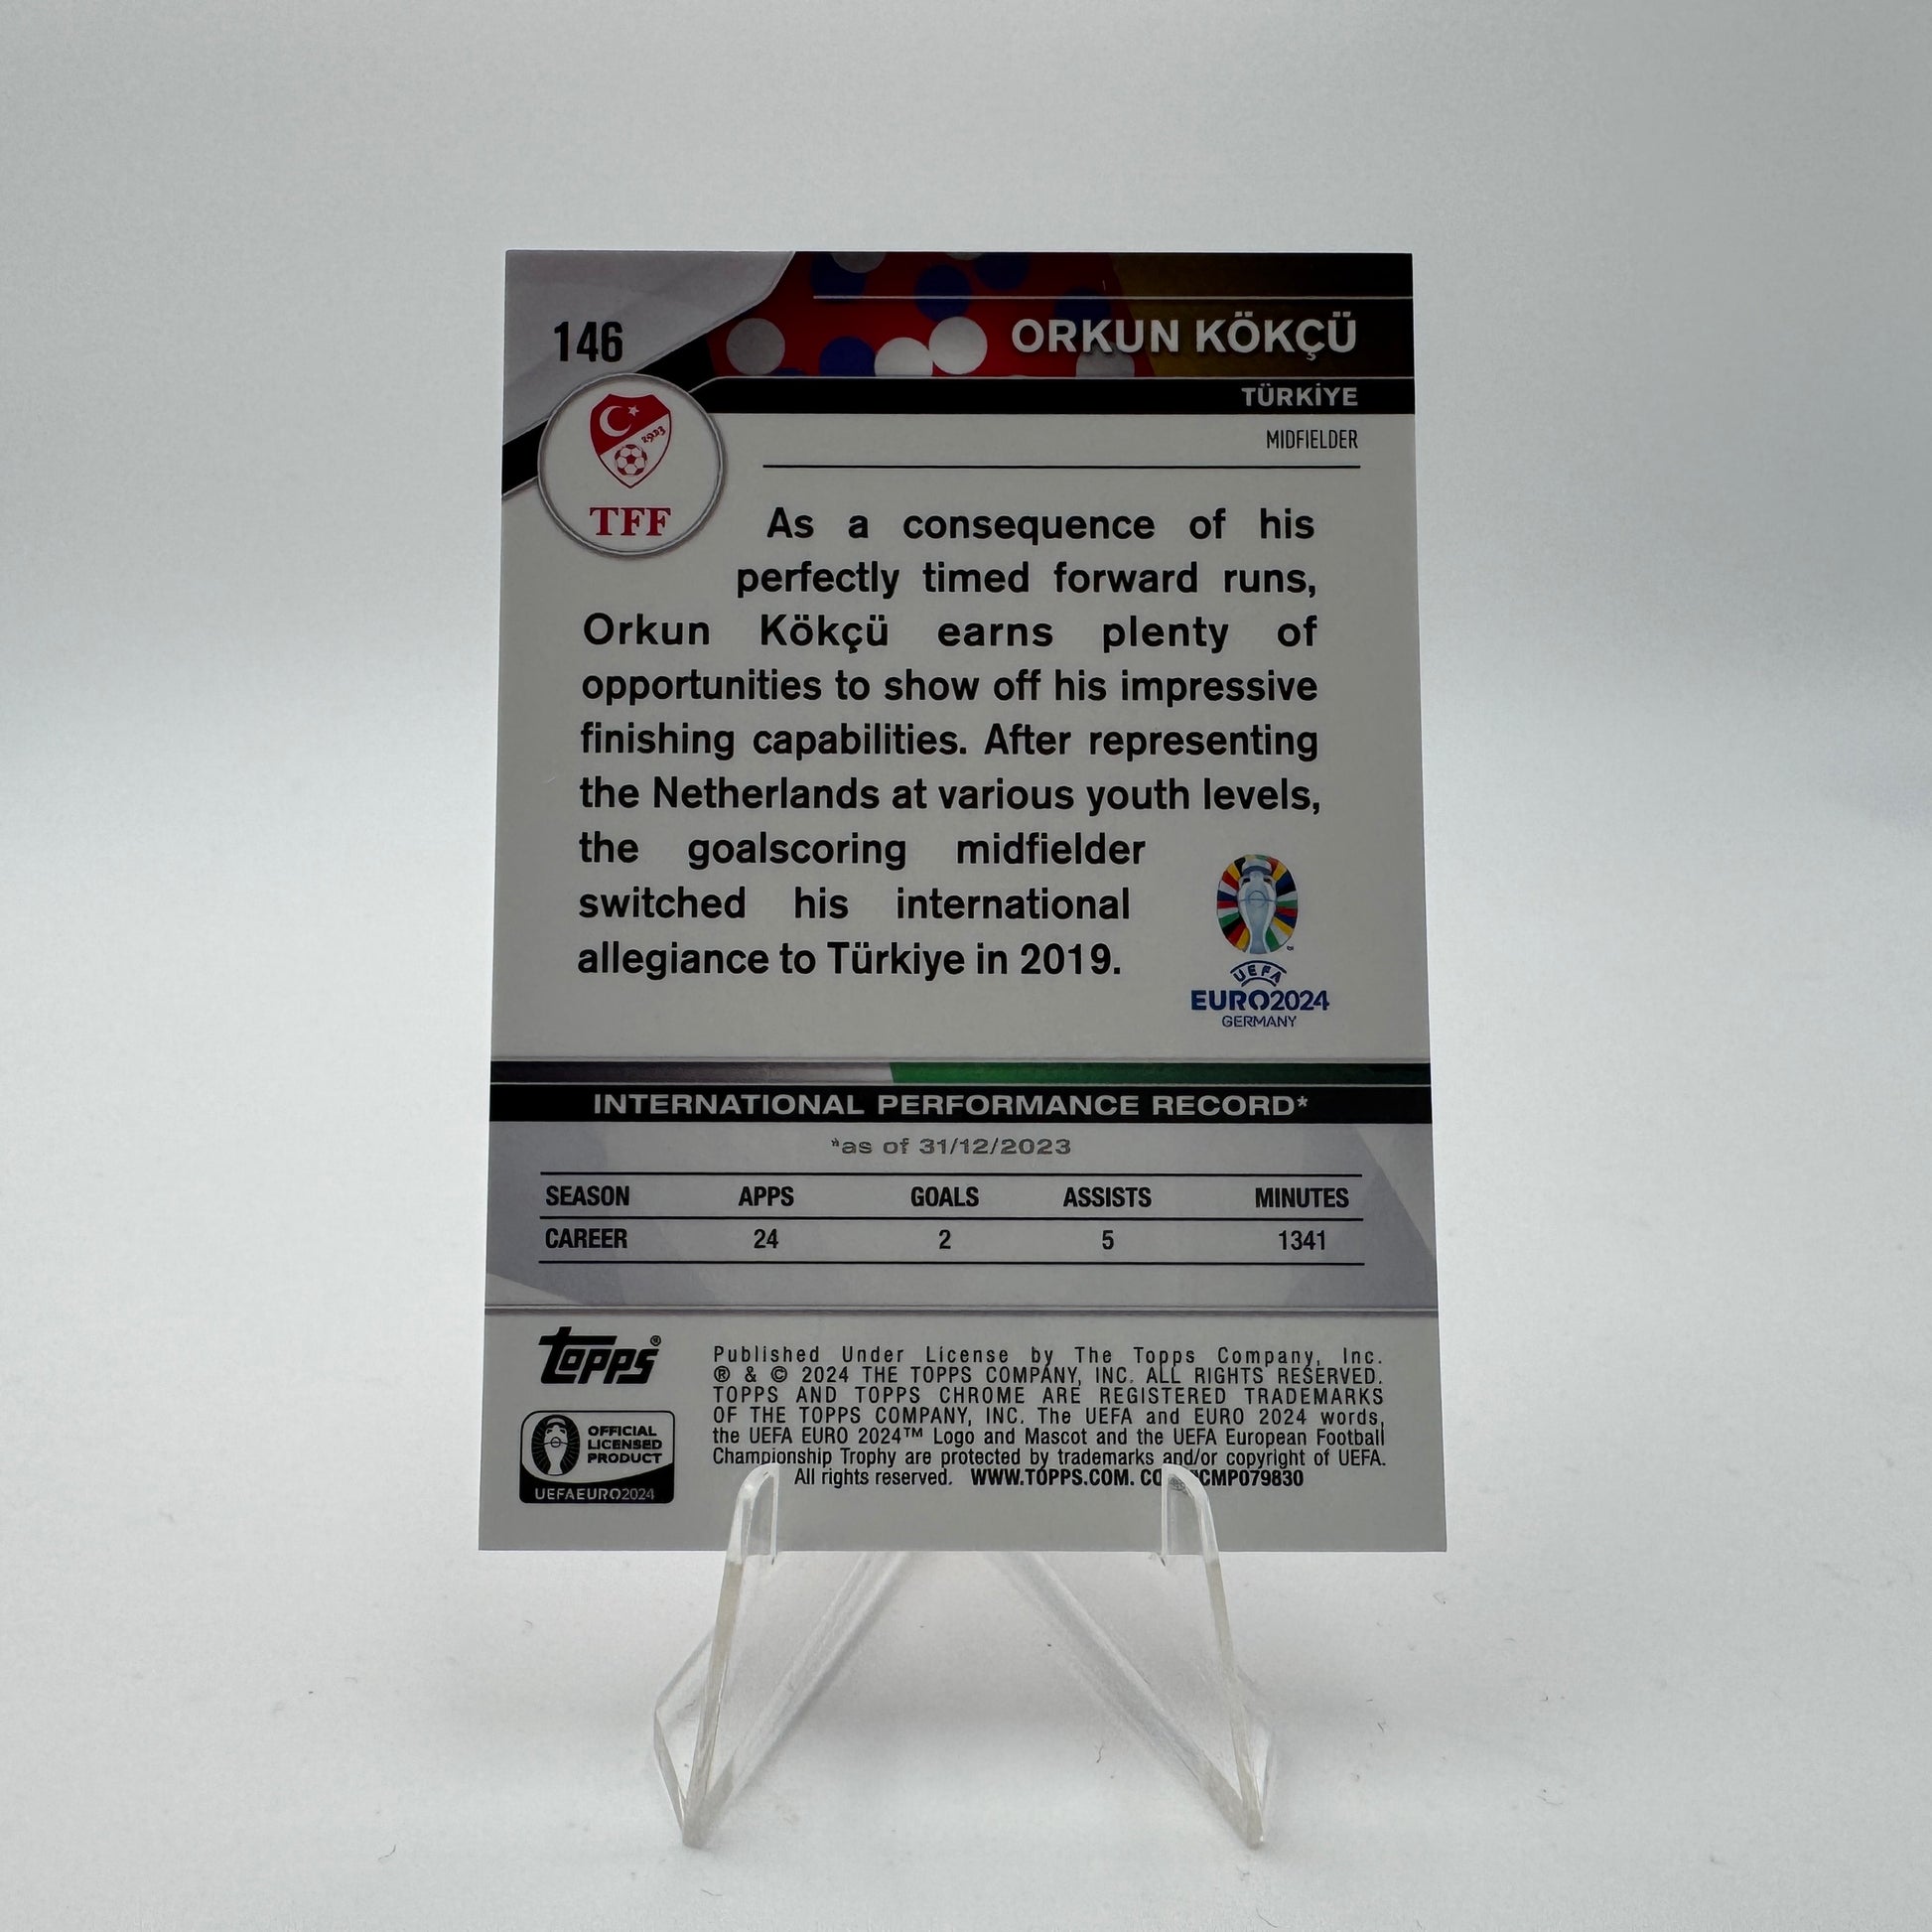 146
ORKUN KÖKÇÜ
TÜRKİYE
MIDFIELDER
1923
TFF
As a consequence of his
perfectly timed forward runs,
Orkun Kökçü earns plenty of
opportunities to show off his impressive
finishing capabilities. After representing
the Netherlands at various youth levels,
the goalscoring midfielder
switched his international
allegiance to Türkiye in 2019.
UEFA
EURO2024
GERMANY
INTERNATIONAL PERFORMANCE RECORD*
*as of 31/12/2023
SEASON APPS GOALS ASSISTS MINUTES
CAREER 24 2 5 1341
topps®
OFFICIAL
LICENSED
PRODUCT
UEFAEURO2024
Published Under License by The Topps Company, Inc.
® & © 2024 THE TOPPS COMPANY, INC. ALL RIGHTS RESERVED.
TOPPS AND TOPPS CHROME ARE REGISTERED TRADEMARKS
OF THE TOPPS COMPANY, INC. The UEFA and EURO 2024 words,
the UEFA EURO 2024™ Logo and Mascot and the UEFA European Football
Championship Trophy are protected by trademarks and/or copyright of UEFA.
All rights reserved. WWW.TOPPS.COM.